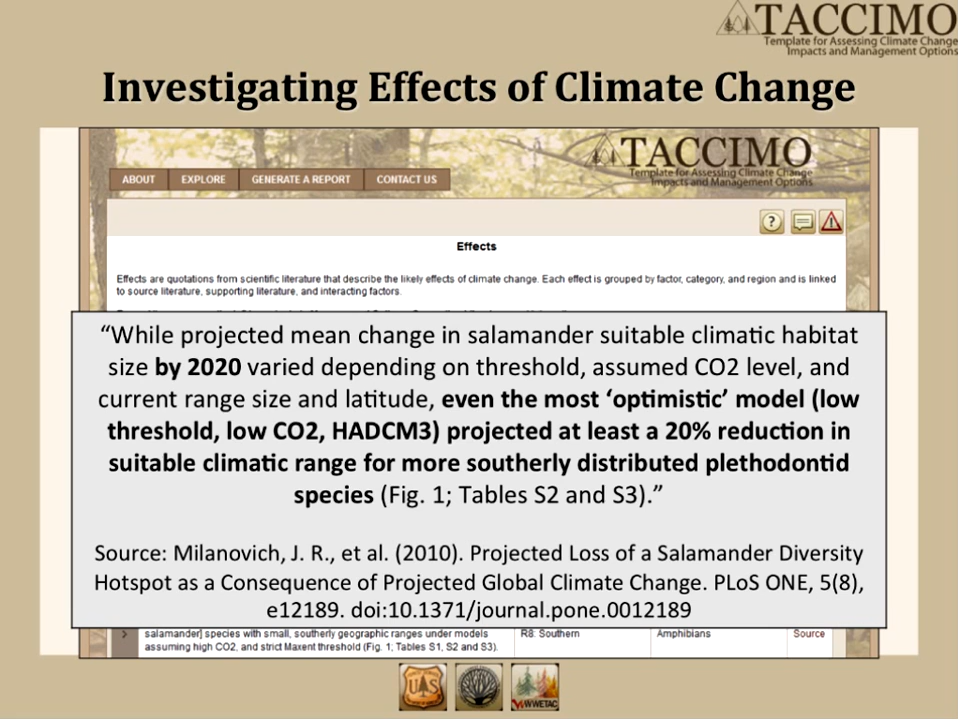 TACCIMO
Template for Assessing Climate Change
Impacts and Management Options
Investigating Effects of Climate Change
TACCIMO
Template for Assessing Climate Change
Impacts and Management Options
ABOUT EXPLORE GENERATE A REPORT CONTACT US
?
Effects
Effects are quotations from scientific literature that describe the likely effects of climate change. Each effect is grouped by factor, category, and region and is linked
to source literature, supporting literature, and interacting factors.
“While projected mean change in salamander suitable climatic habitat
size by 2020 varied depending on threshold, assumed CO2 level, and
current range size and latitude, even the most ‘optimistic’ model (low
threshold, low CO2, HADCM3) projected at least a 20% reduction in
suitable climatic range for more southerly distributed plethodontid
species (Fig. 1; Tables S2 and S3).”
Source: Milanovich, J. R., et al. (2010). Projected Loss of a Salamander Diversity
Hotspot as a Consequence of Projected Global Climate Change. PLoS ONE, 5(8),
e12189. doi:10.1371/journal.pone.0012189
salamander] species with small, southerly geographic ranges under models R8: Southern Amphibians Source
assuming high CO2, and strict Maxent threshold (Fig. 1; Tables S1, S2 and S3).
UAS
WWETAC